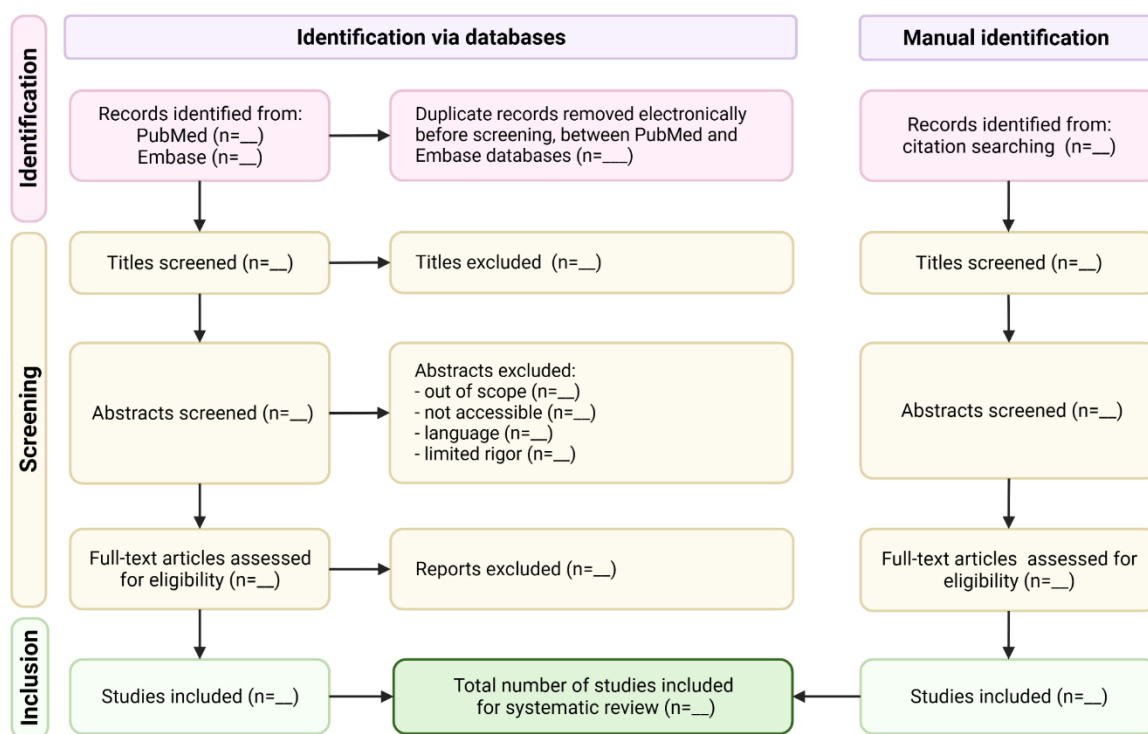 Identification via databases
Manual identification
Identification
Records identified from:
PubMed (n=__)
Embase (n=__)
Duplicate records removed electronically
before screening, between PubMed and
Embase databases (n=___)
Records identified from:
citation searching (n=__)
Screening
Titles screened (n=__)
Titles excluded (n=__)
Titles screened (n=__)
Abstracts screened (n=__)
Abstracts excluded:
- out of scope (n=__)
- not accessible (n=__)
- language (n=__)
- limited rigor (n=__)
Abstracts screened (n=__)
Full-text articles assessed
for eligibility (n=__)
Reports excluded (n=__)
Full-text articles assessed for
eligibility (n=__)
Inclusion
Studies included (n=__)
Total number of studies included
for systematic review (n=__)
Studies included (n=__)